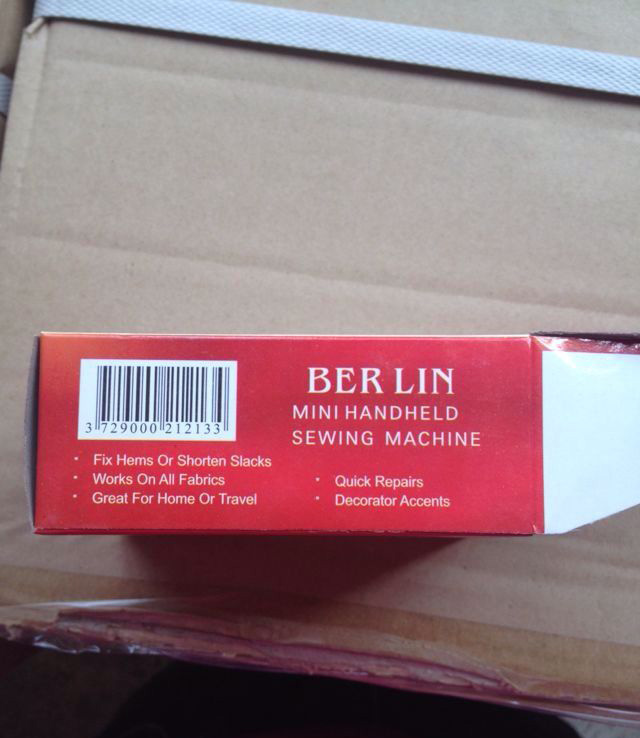 BER LIN
MINI HANDHELD
SEWING MACHINE
3 729000 212133
· Fix Hems Or Shorten Slacks
· Works On All Fabrics
· Great For Home Or Travel
· Quick Repairs
· Decorator Accents